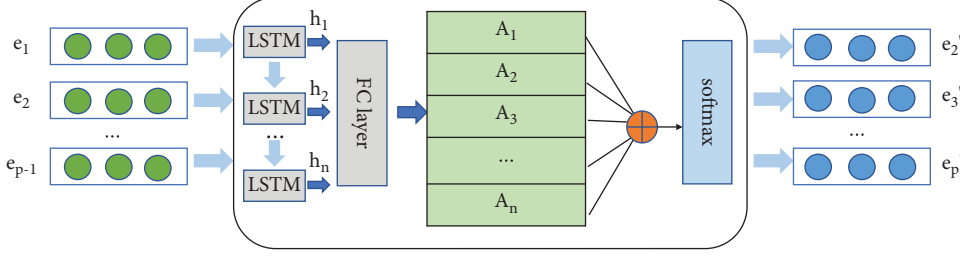 e1
e2
...
ep-1
LSTM
LSTM
...
LSTM
h1
h2
hn
FC layer
A1
A2
A3
...
An
softmax
e2'
e3'
...
ep'